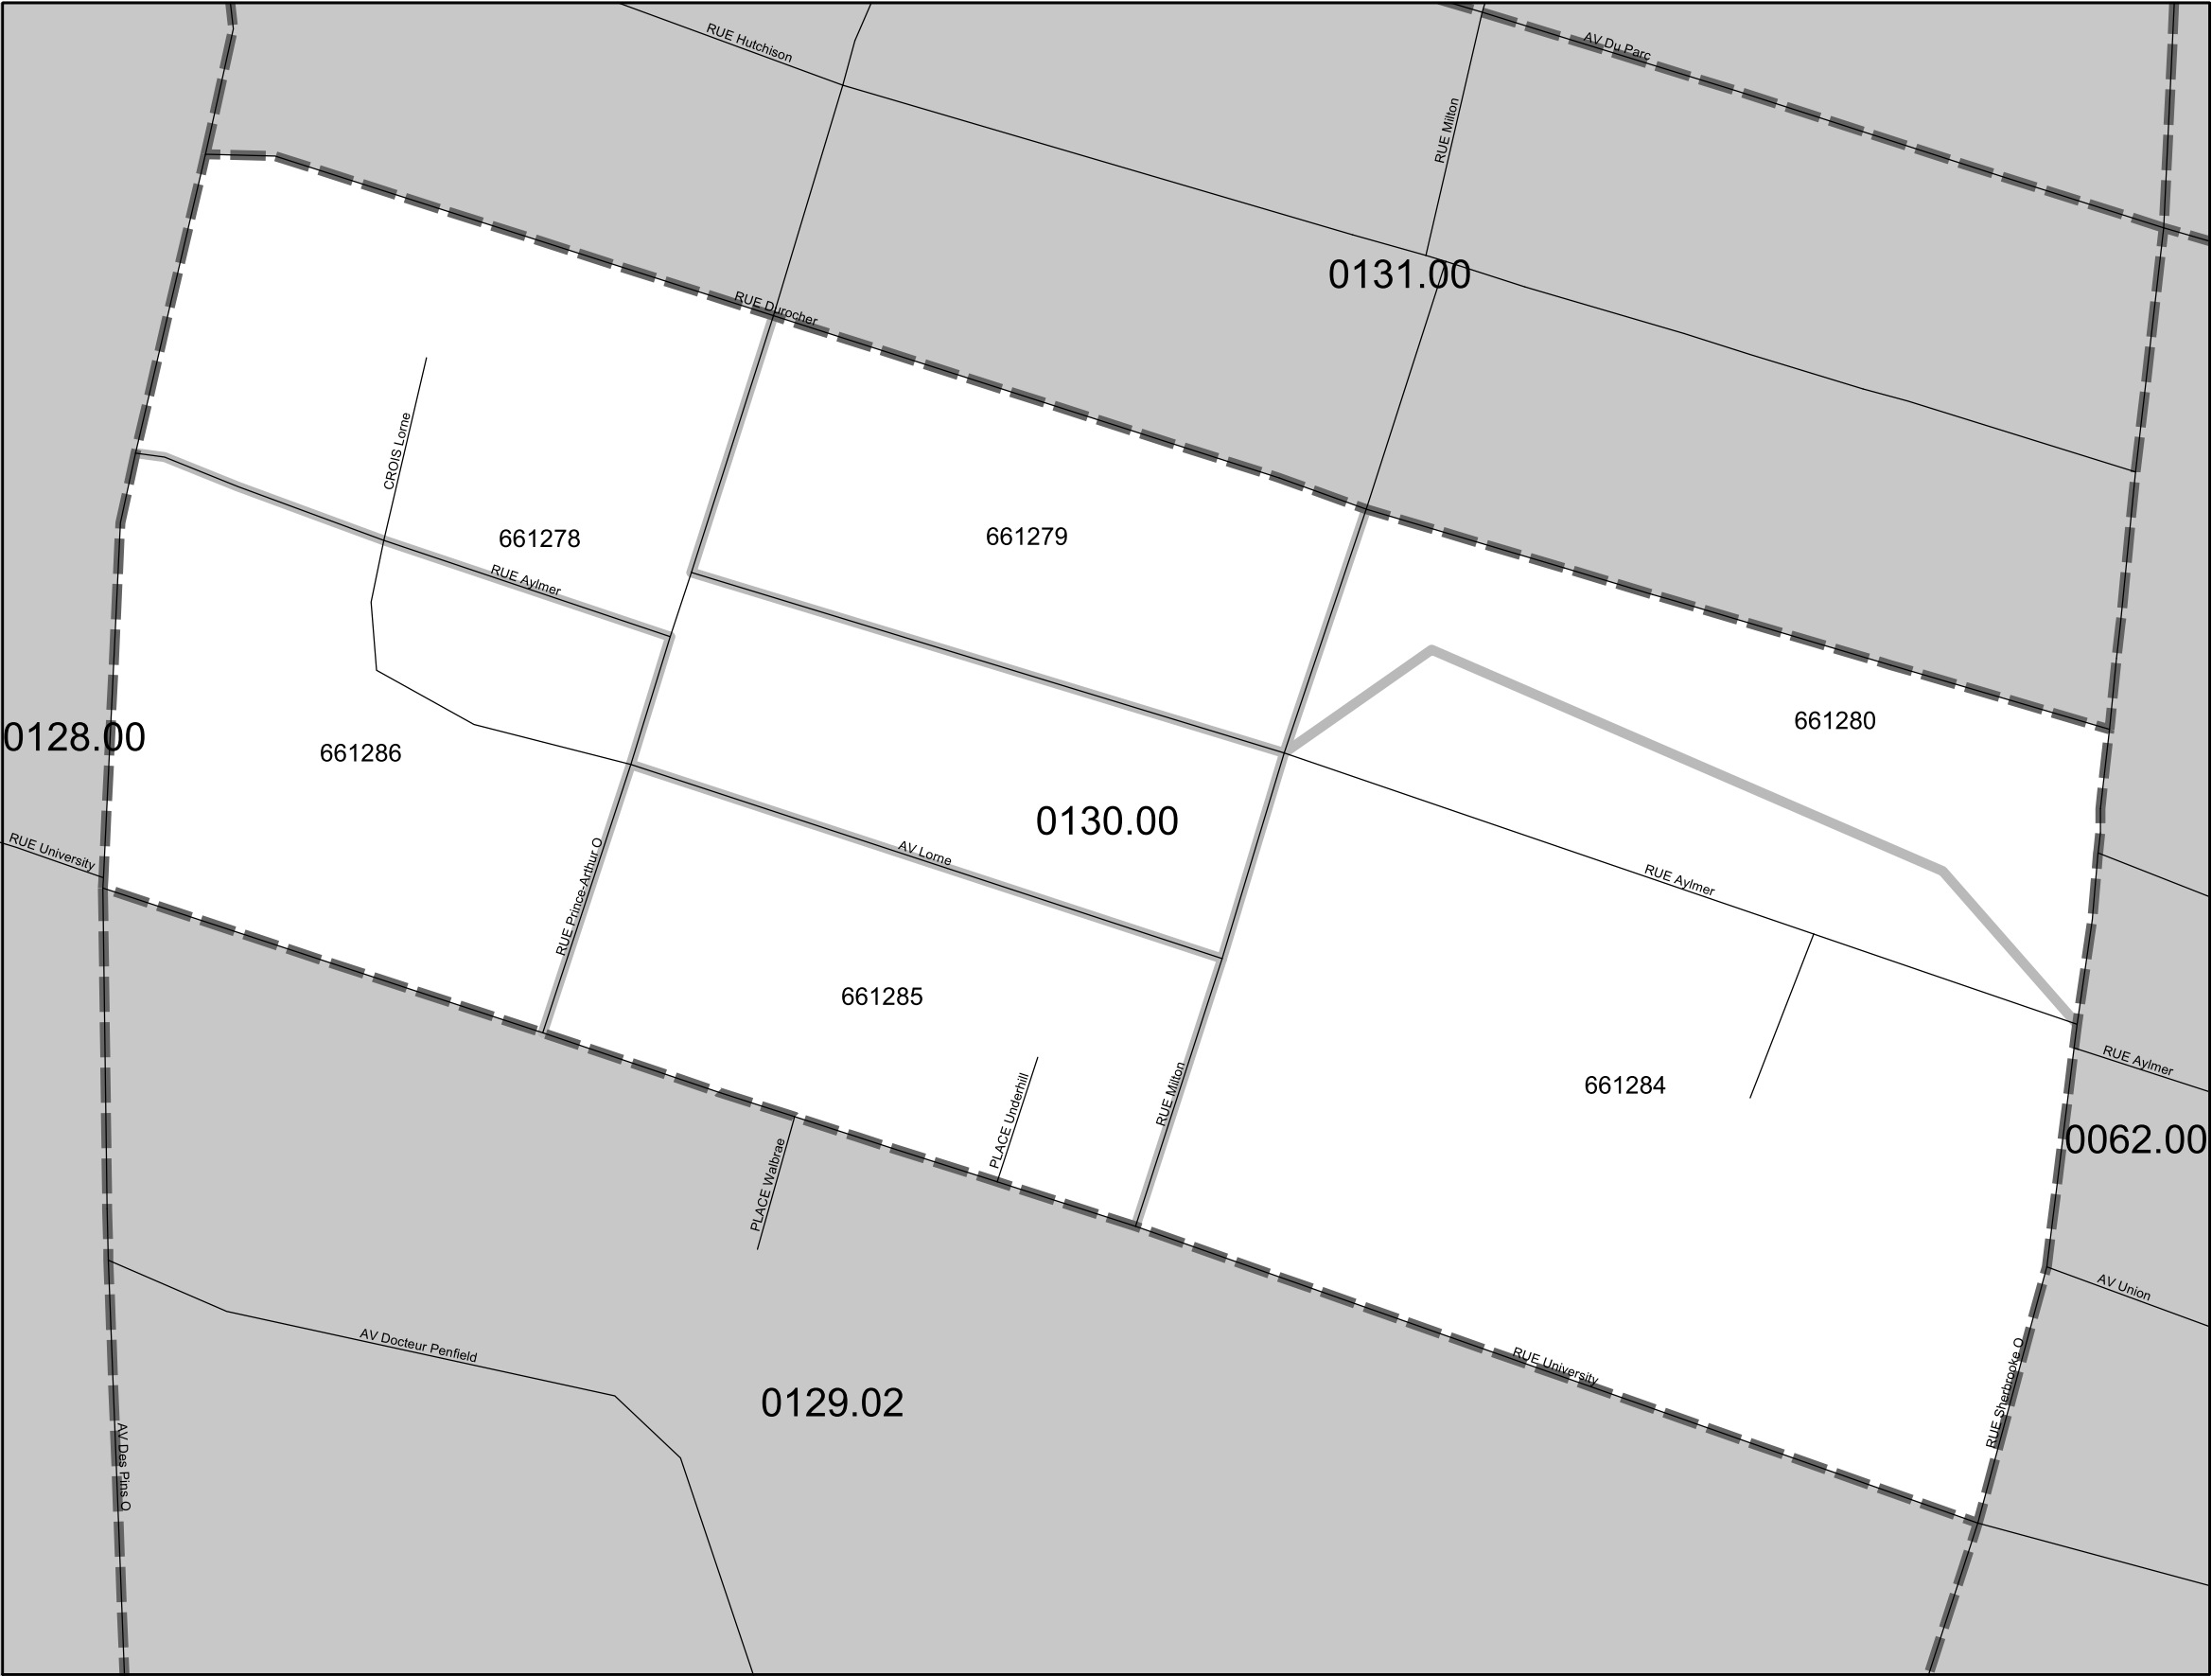 RUE Hutchison
AV Du Parc
RUE Milton
0131.00
RUE Durocher
CROIS Lorne
661278
661279
RUE Aylmer
661280
0128.00
661286
0130.00
RUE University
AV Lorne
RUE Aylmer
RUE Prince-Arthur O
661285
RUE Aylmer
661284
PLACE Underhill
RUE Milton
0062.00
PLACE Walbrae
AV Union
AV Docteur Penfield
RUE University
RUE Sherbrooke O
0129.02
AV Des Pins O